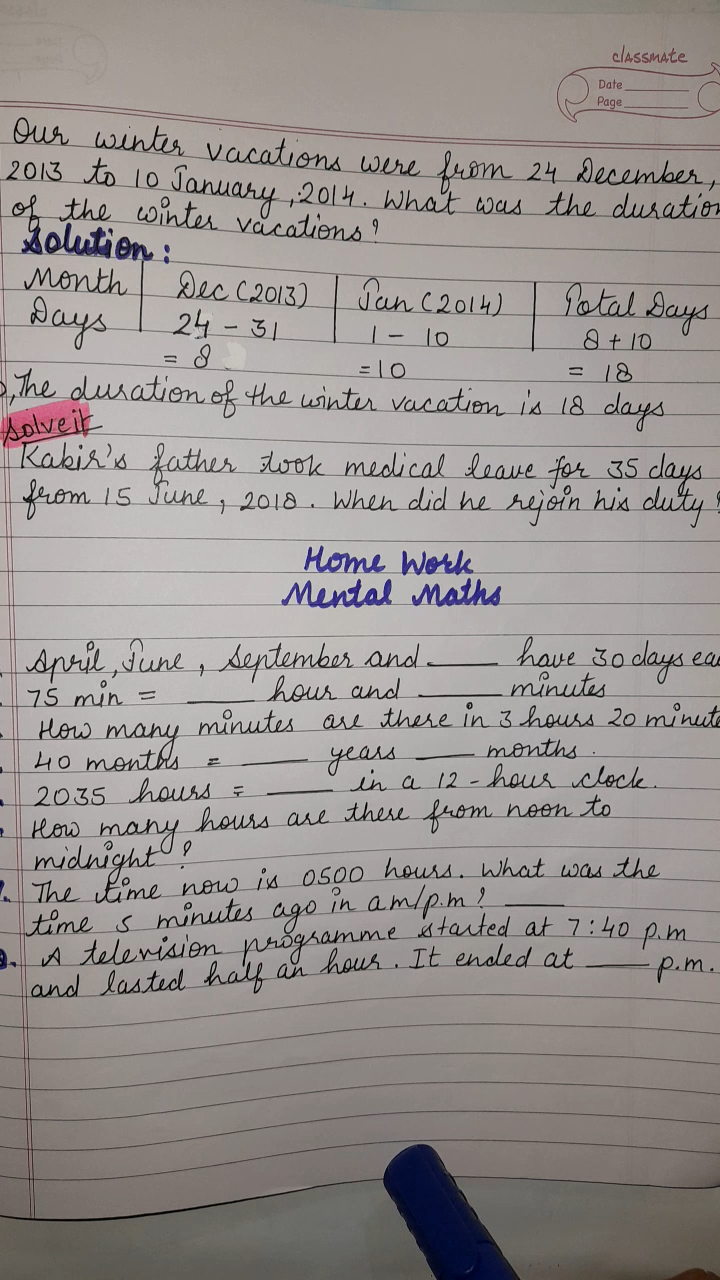 classmate
Date
Page
Our winter vacations were from 24 December,
2013 to 10 January, 2014. What was the duration
of the winter vacations?
Solution:
Month | Dec (2013) | Jan (2014) | Total Days
Days | 24 - 31 | 1 - 10 | 8 + 10
= 8 = 10 = 18
The duration of the winter vacation is 18 days
Solve it
Kabir's father took medical leave for 35 days
from 15 June, 2018. When did he rejoin his duty?
Home Work
Mental Maths
April, June, September and ____ have 30 days ea
75 min = ____ hour and ____ minutes
How many minutes are there in 3 hours 20 minute
40 months = ____ years ____ months.
2035 hours = ____ in a 12-hour clock.
How many hours are there from noon to
midnight?
7. The time now is 0500 hours. What was the
time 5 minutes ago in am/p.m? ____
A television programme started at 7:40 p.m
and lasted half an hour. It ended at ____ p.m.